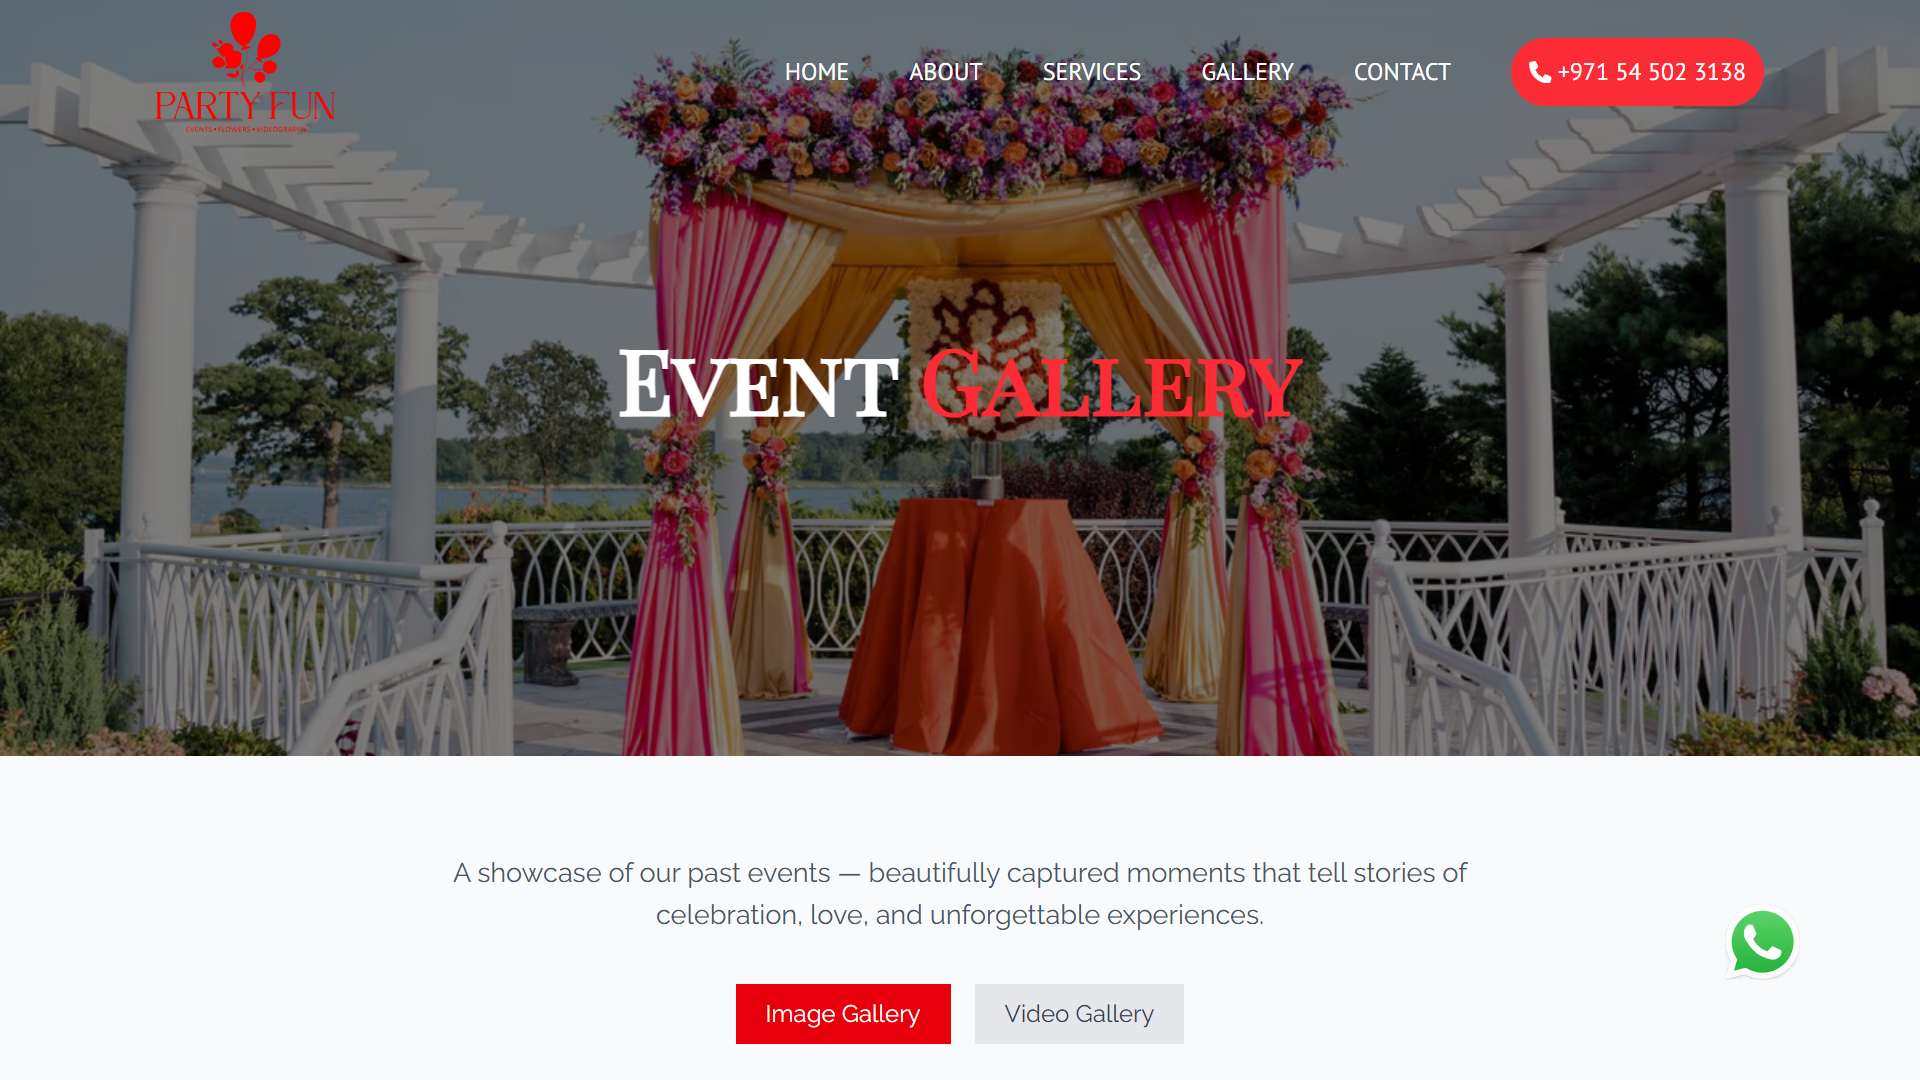 PARTY FUN
EVENTS • FLOWERS • VIDEOGRAPHY
HOME
ABOUT
SERVICES
GALLERY
CONTACT
+971 54 502 3138
EVENT GALLERY
A showcase of our past events — beautifully captured moments that tell stories of
celebration, love, and unforgettable experiences.
Image Gallery
Video Gallery